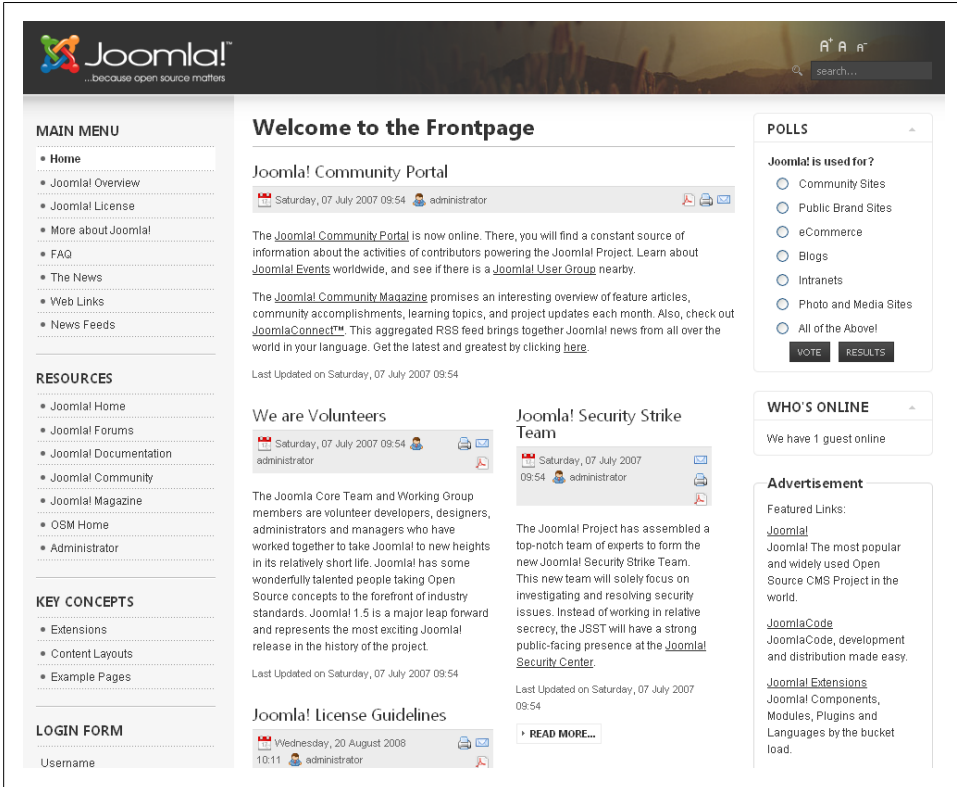 Joomla!™
...because open source matters
A+ A A-
search...
MAIN MENU
Home
Joomla! Overview
Joomla! License
More about Joomla!
FAQ
The News
Web Links
News Feeds
RESOURCES
Joomla! Home
Joomla! Forums
Joomla! Documentation
Joomla! Community
Joomla! Magazine
OSM Home
Administrator
KEY CONCEPTS
Extensions
Content Layouts
Example Pages
LOGIN FORM
Username
Welcome to the Frontpage
Joomla! Community Portal
Saturday, 07 July 2007 09:54 administrator
The Joomla! Community Portal is now online. There, you will find a constant source of
information about the activities of contributors powering the Joomla! Project. Learn about
Joomla! Events worldwide, and see if there is a Joomla! User Group nearby.
The Joomla! Community Magazine promises an interesting overview of feature articles,
community accomplishments, learning topics, and project updates each month. Also, check out
JoomlaConnect™. This aggregated RSS feed brings together Joomla! news from all over the
world in your language. Get the latest and greatest by clicking here.
Last Updated on Saturday, 07 July 2007 09:54
We are Volunteers
Saturday, 07 July 2007 09:54
administrator
The Joomla Core Team and Working Group
members are volunteer developers, designers,
administrators and managers who have
worked together to take Joomla! to new heights
in its relatively short life. Joomla! has some
wonderfully talented people taking Open
Source concepts to the forefront of industry
standards. Joomla! 1.5 is a major leap forward
and represents the most exciting Joomla!
release in the history of the project.
Last Updated on Saturday, 07 July 2007 09:54
Joomla! License Guidelines
Wednesday, 20 August 2008
10:11 administrator
Joomla! Security Strike
Team
Saturday, 07 July 2007
09:54 administrator
The Joomla! Project has assembled a
top-notch team of experts to form the
new Joomla! Security Strike Team.
This new team will solely focus on
investigating and resolving security
issues. Instead of working in relative
secrecy, the JSST will have a strong
public-facing presence at the Joomla!
Security Center.
Last Updated on Saturday, 07 July 2007
09:54
READ MORE...
POLLS
Joomla! is used for?
Community Sites
Public Brand Sites
eCommerce
Blogs
Intranets
Photo and Media Sites
All of the Above!
VOTE RESULTS
WHO'S ONLINE
We have 1 guest online
Advertisement
Featured Links:
Joomla!
Joomla! The most popular
and widely used Open
Source CMS Project in the
world.
JoomlaCode
JoomlaCode, development
and distribution made easy.
Joomla! Extensions
Joomla! Components,
Modules, Plugins and
Languages by the bucket
load.